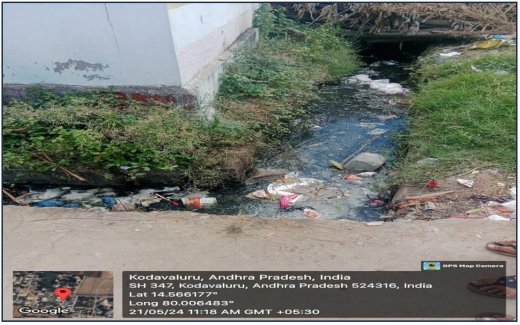 GPS Map Camera
Kodavaluru, Andhra Pradesh, India
SH 347, Kodavaluru, Andhra Pradesh 524316, India
Lat 14.566177°
Long 80.006483°
21/05/24 11:18 AM GMT +05:30
Google